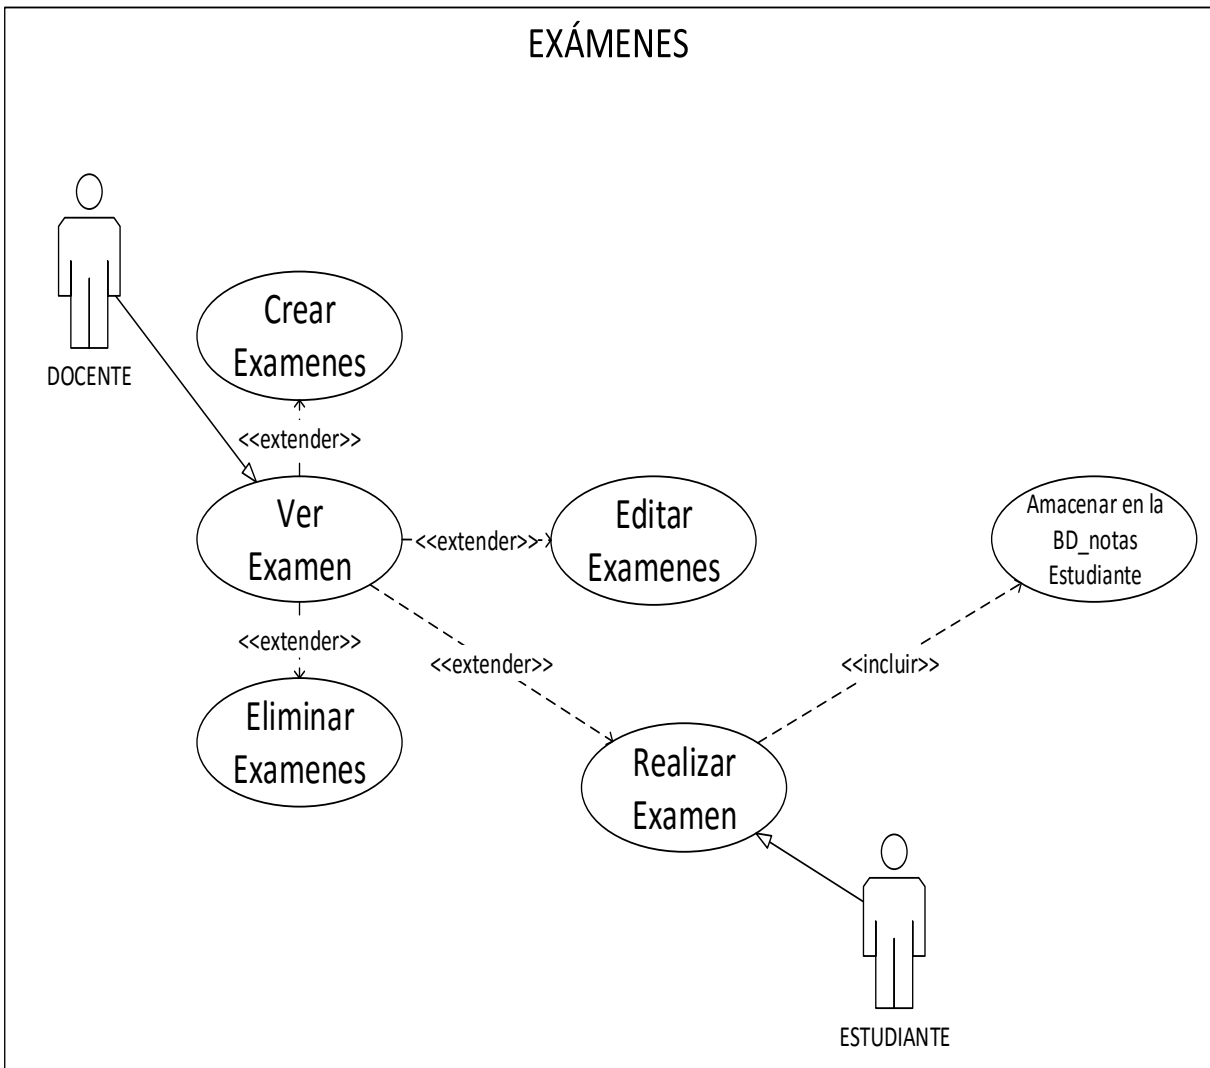 EXÁMENES
DOCENTE
Crear
Examenes
<<extender>>
Ver
Examen
<<extender>>
Editar
Examenes
Amacenar en la
BD_notas
Estudiante
<<extender>>
<<extender>>
<<incluir>>
Eliminar
Examenes
Realizar
Examen
ESTUDIANTE